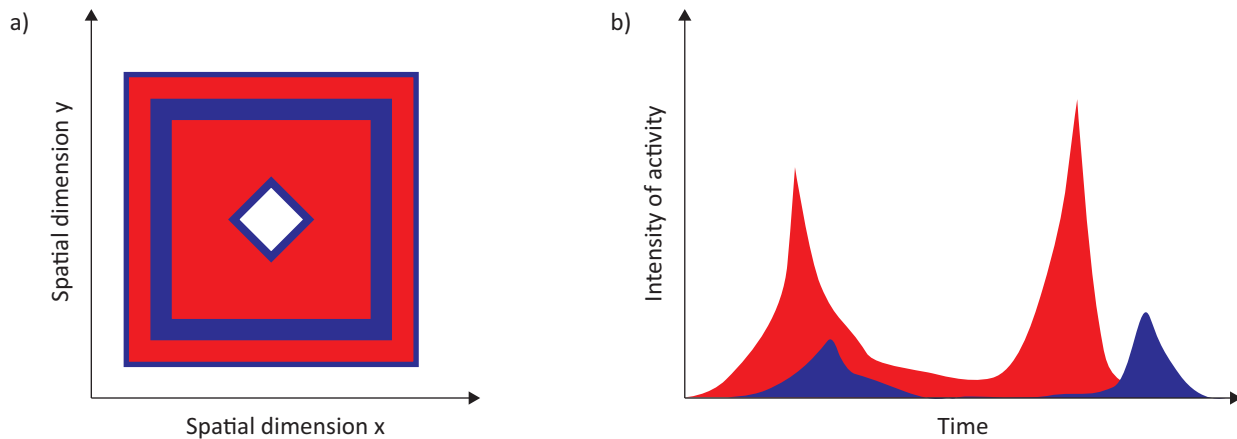 a)
Spatial dimension y
Spatial dimension x
b)
Intensity of activity
Time